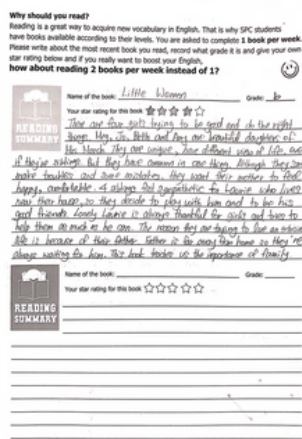 Why should you read?
Reading is a great way to acquire new vocabulary in English. That is why SPC students
have books available according to their levels. You are asked to complete 1 book per week.
Please write about the most recent book you read, record what grade it is and give your own
star rating below and if you really want to boost your English,
how about reading 2 books per week instead of 1?
Name of the book: Little Women Grade: 6
Your star rating for this book
There are four girls trying to be good and do the right
things. Meg, Jo, Beth and Amy are beautiful daughters of
Mrs. March. They are unique, have different view of life, even
if they're siblings. But they have common in one thing. Although they
make troubles and some mistakes, they want their mother to feel
happy, comfortable. 4 always feel sympathetic for Laurie who lives
near their house, so they decide to play with him and to be his
good friends. Lonely Laurie is always thankful for girls and tries to
help them as much as he can. The reason they are trying to live an
life is because of their father. Father is far away from home so they're
always waiting for him. This book teaches us the importance of family.
READING
SUMMARY
Name of the book: Grade:
Your star rating for this book
READING
SUMMARY